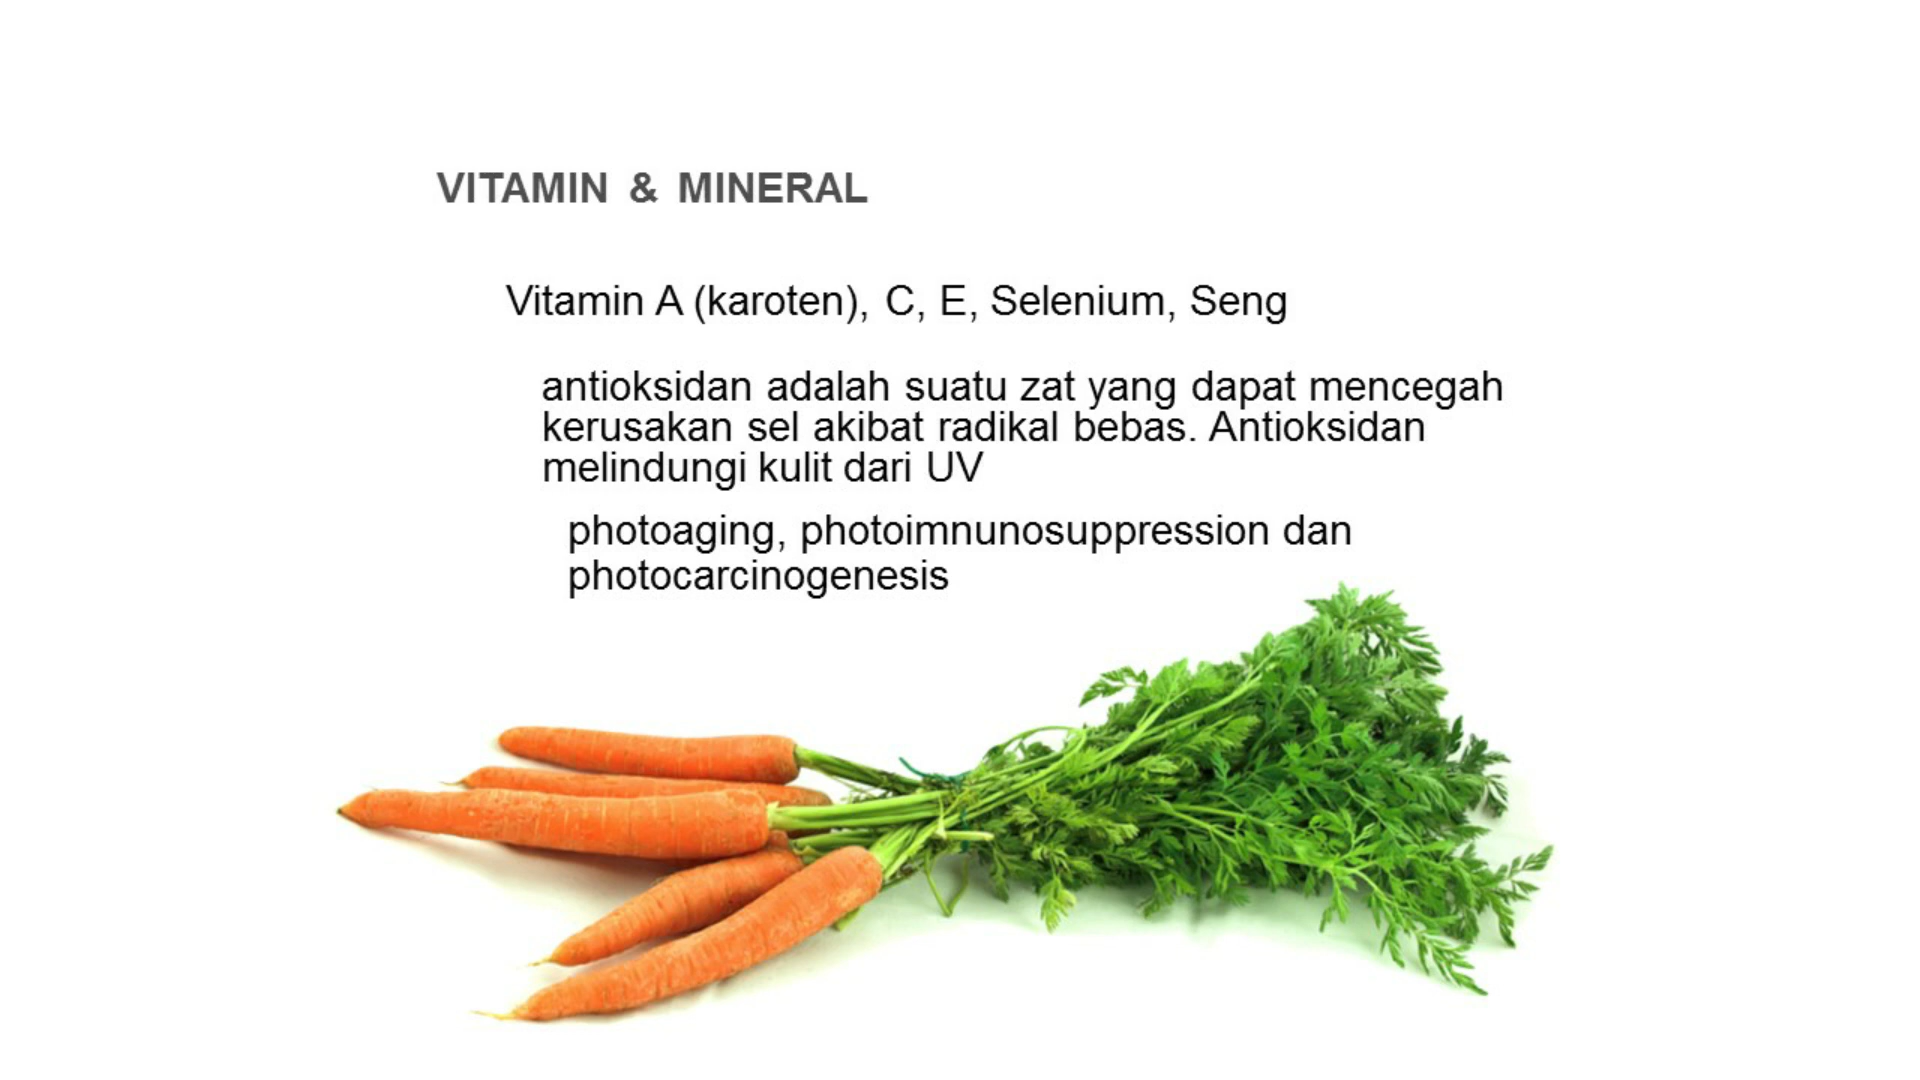 VITAMIN & MINERAL
Vitamin A (karoten), C, E, Selenium, Seng
antioksidan adalah suatu zat yang dapat mencegah
kerusakan sel akibat radikal bebas. Antioksidan
melindungi kulit dari UV
photoaging, photoimnunosuppression dan
photocarcinogenesis